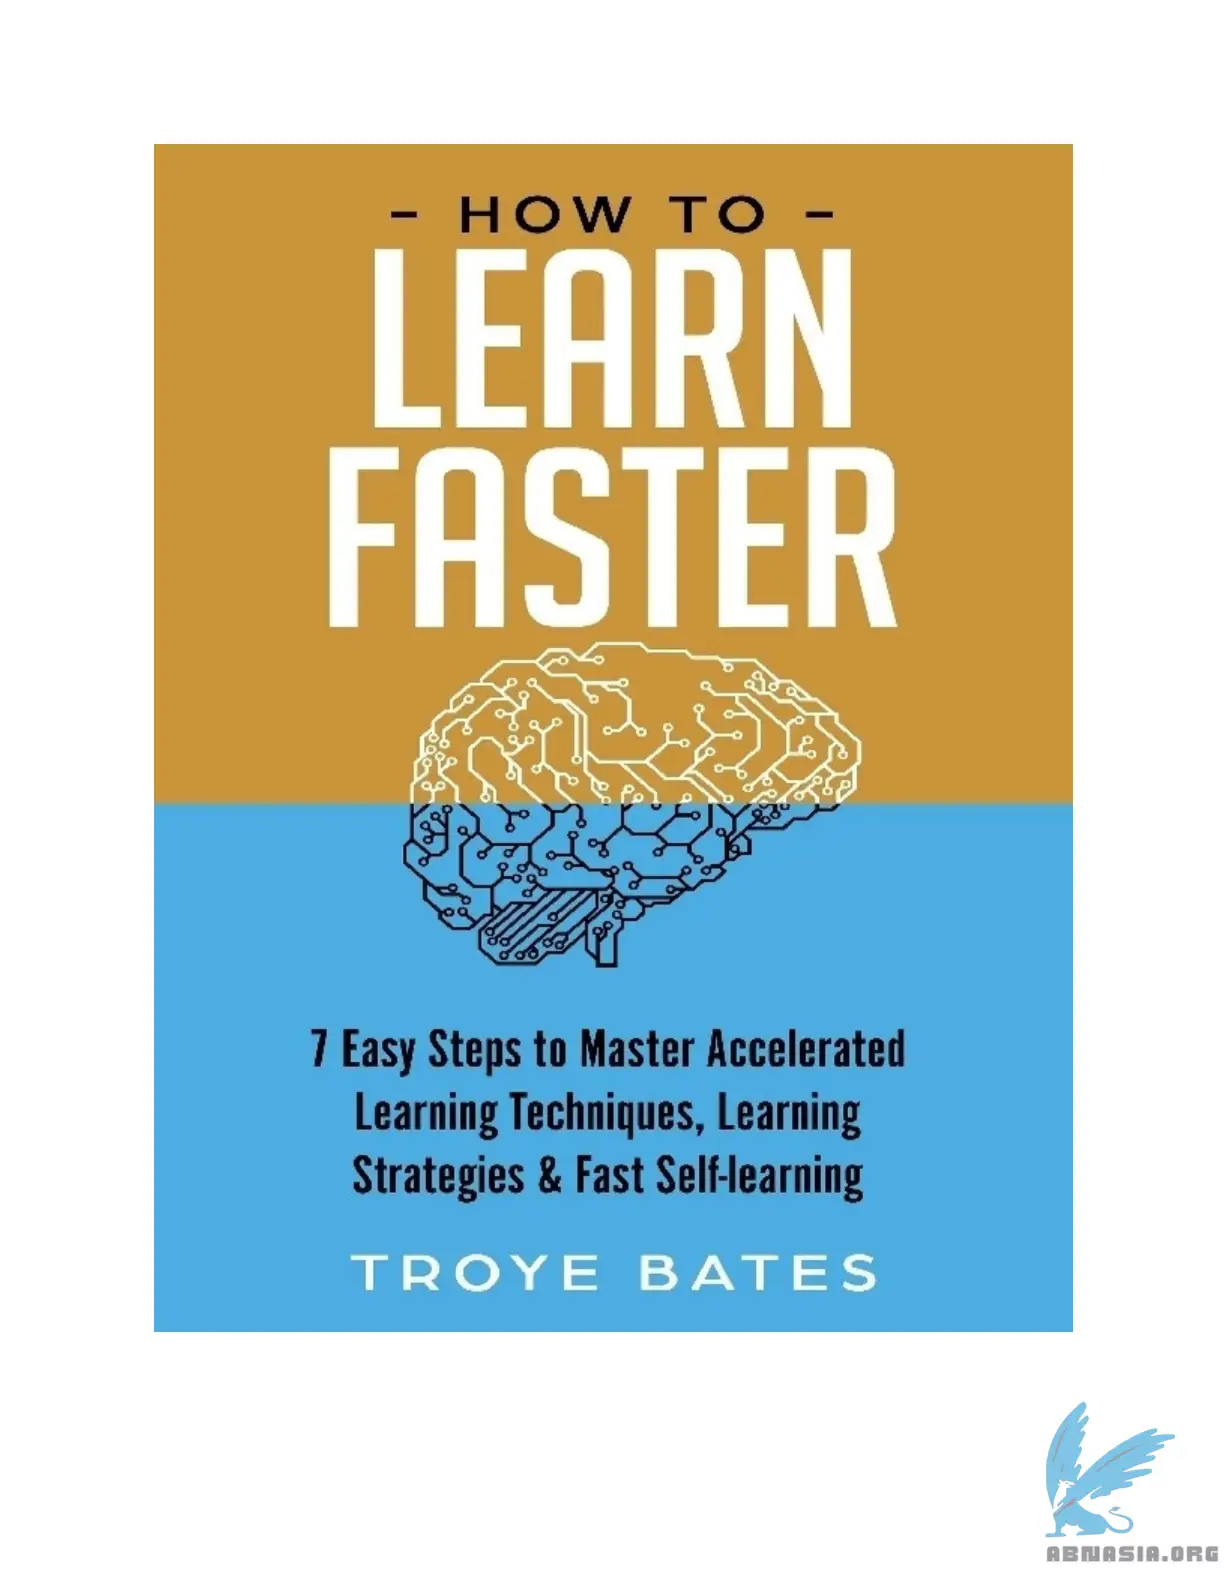 - HOW TO -
LEARN
FASTER
7 Easy Steps to Master Accelerated
Learning Techniques, Learning
Strategies & Fast Self-learning
TROYE BATES
ABNASIA.ORG